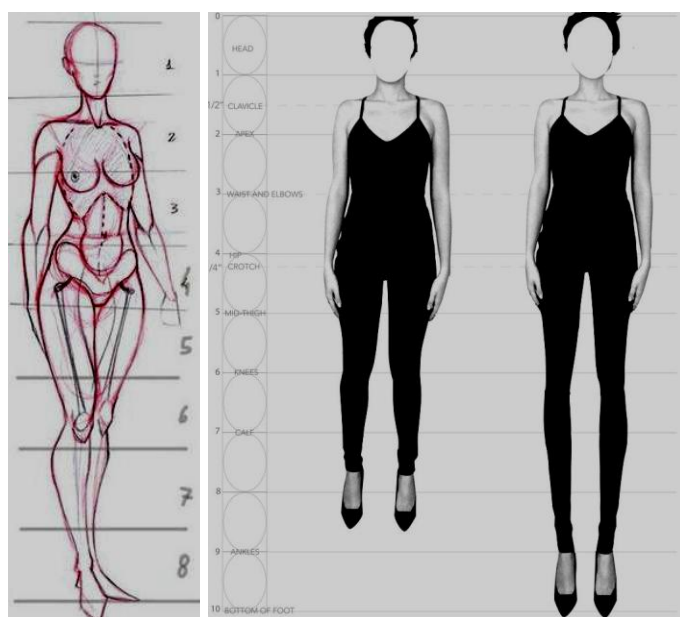 1
2
3
4
5
6
7
8
0
HEAD
1
1/2" CLAVICLE
2 APEX
3 WAIST AND ELBOWS
4 HIP
/4" CROTCH
5 MID-THIGH
6 KNEES
7 CALF
8
9 ANKLES
10 BOTTOM OF FOOT